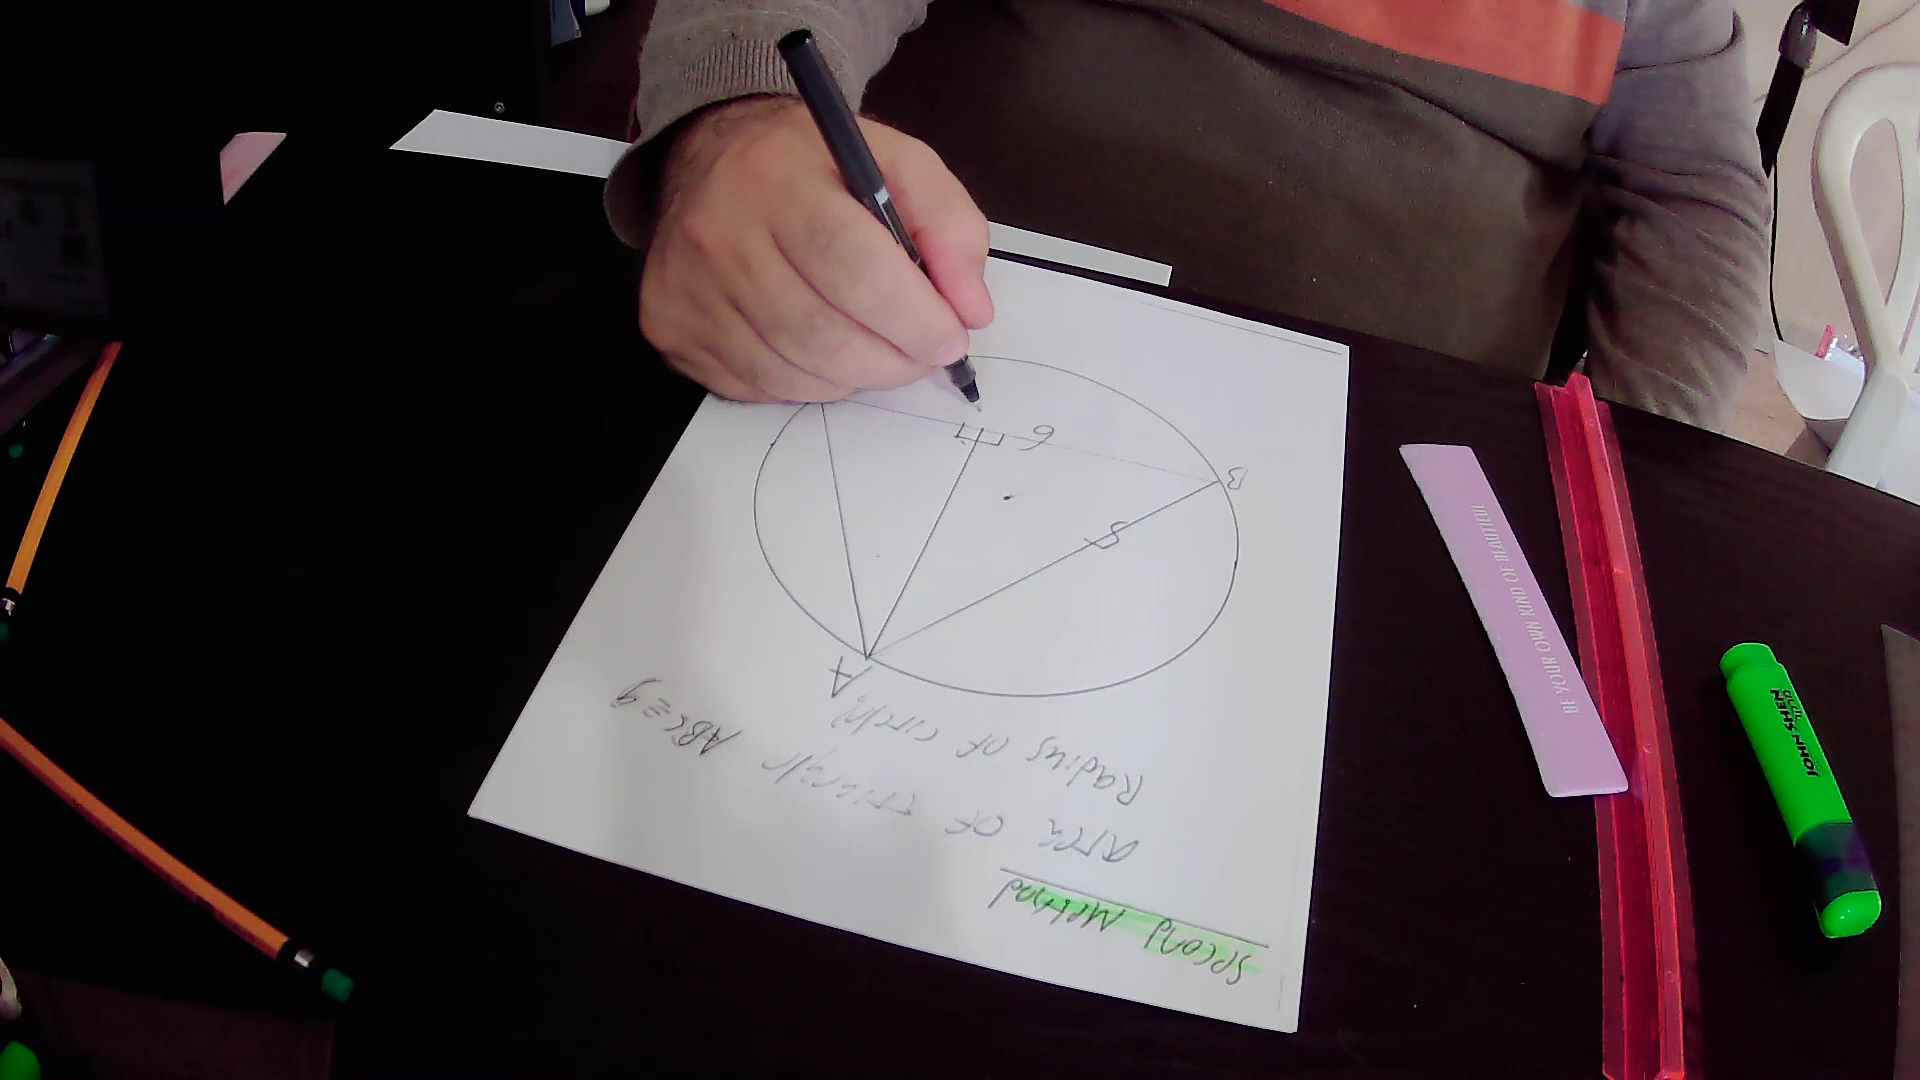 Second Method
area of triangle ABC = 9
Radius of circle?
A
8
B
6
BE YOUR OWN KIND OF BEAUTIFUL
JOHN SHEN